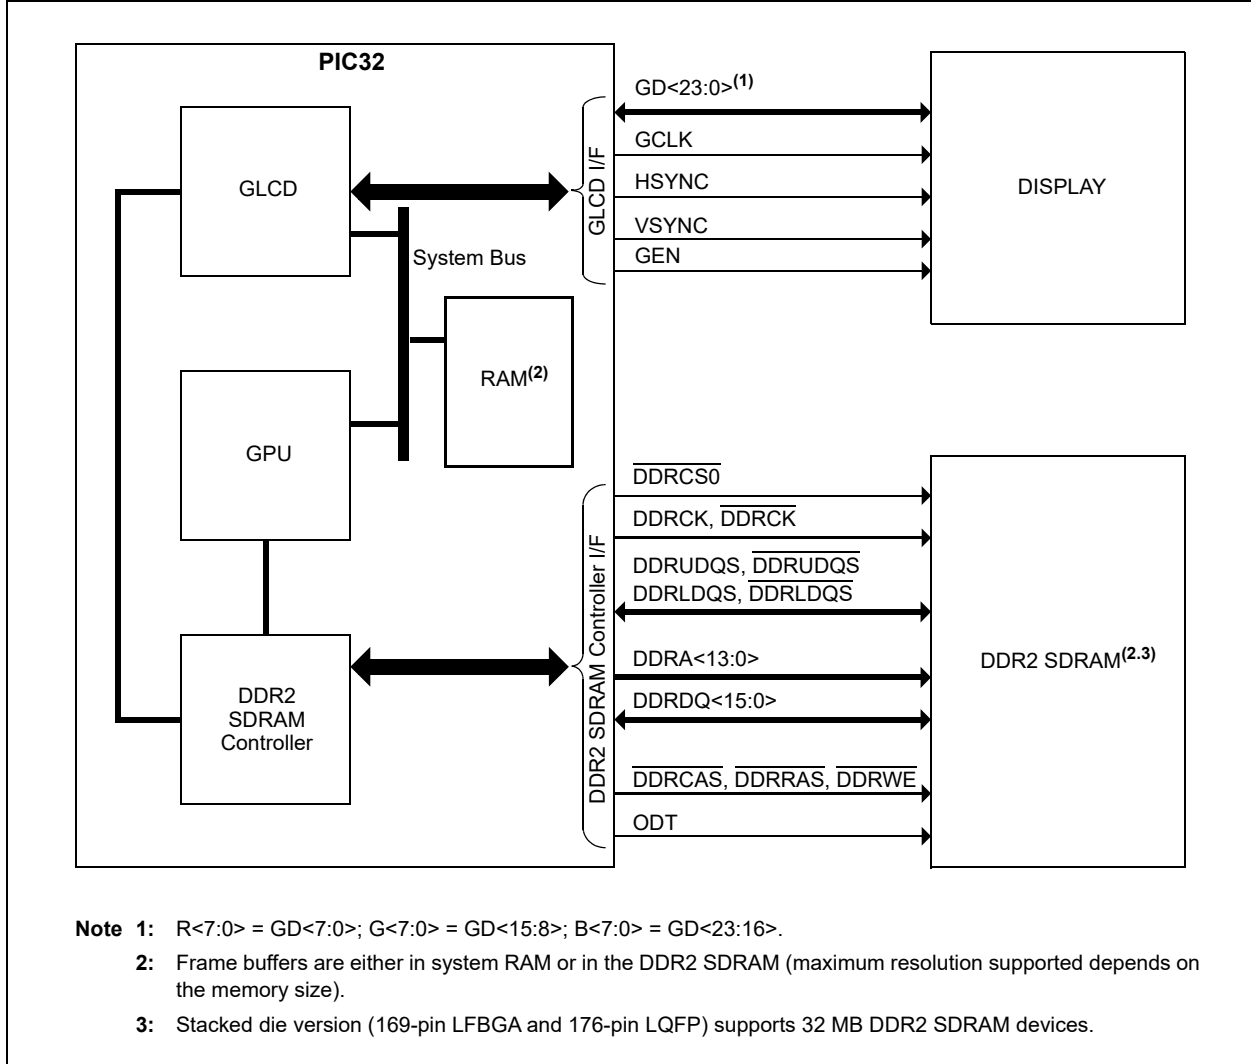 PIC32
GLCD
System Bus
RAM(2)
GPU
DDR2
SDRAM
Controller
GLCD I/F
GD<23:0>(1)
GCLK
HSYNC
VSYNC
GEN
DISPLAY
DDR2 SDRAM Controller I/F
DDRCS0
DDRCK, DDRCK
DDRUDQS, DDRUDQS
DDRLDQS, DDRLDQS
DDRA<13:0>
DDRDQ<15:0>
DDRCAS, DDRRAS, DDRWE
ODT
DDR2 SDRAM(2.3)
Note 1: R<7:0> = GD<7:0>; G<7:0> = GD<15:8>; B<7:0> = GD<23:16>.
2: Frame buffers are either in system RAM or in the DDR2 SDRAM (maximum resolution supported depends on
the memory size).
3: Stacked die version (169-pin LFBGA and 176-pin LQFP) supports 32 MB DDR2 SDRAM devices.